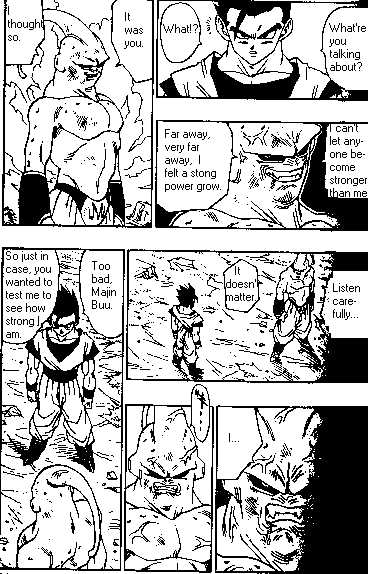 thought
so.
It
was
you.
What!?
What're
you
talking
about?
Far away,
very far
away, I
felt a stong
power grow.
I can't
let any-
one be-
come
stronger
than me
So just in
case, you
wanted to
test me to
see how
strong I
am.
Too
bad,
Majin
Buu.
It
doesn't
matter.
Listen
care-
fully...
I...